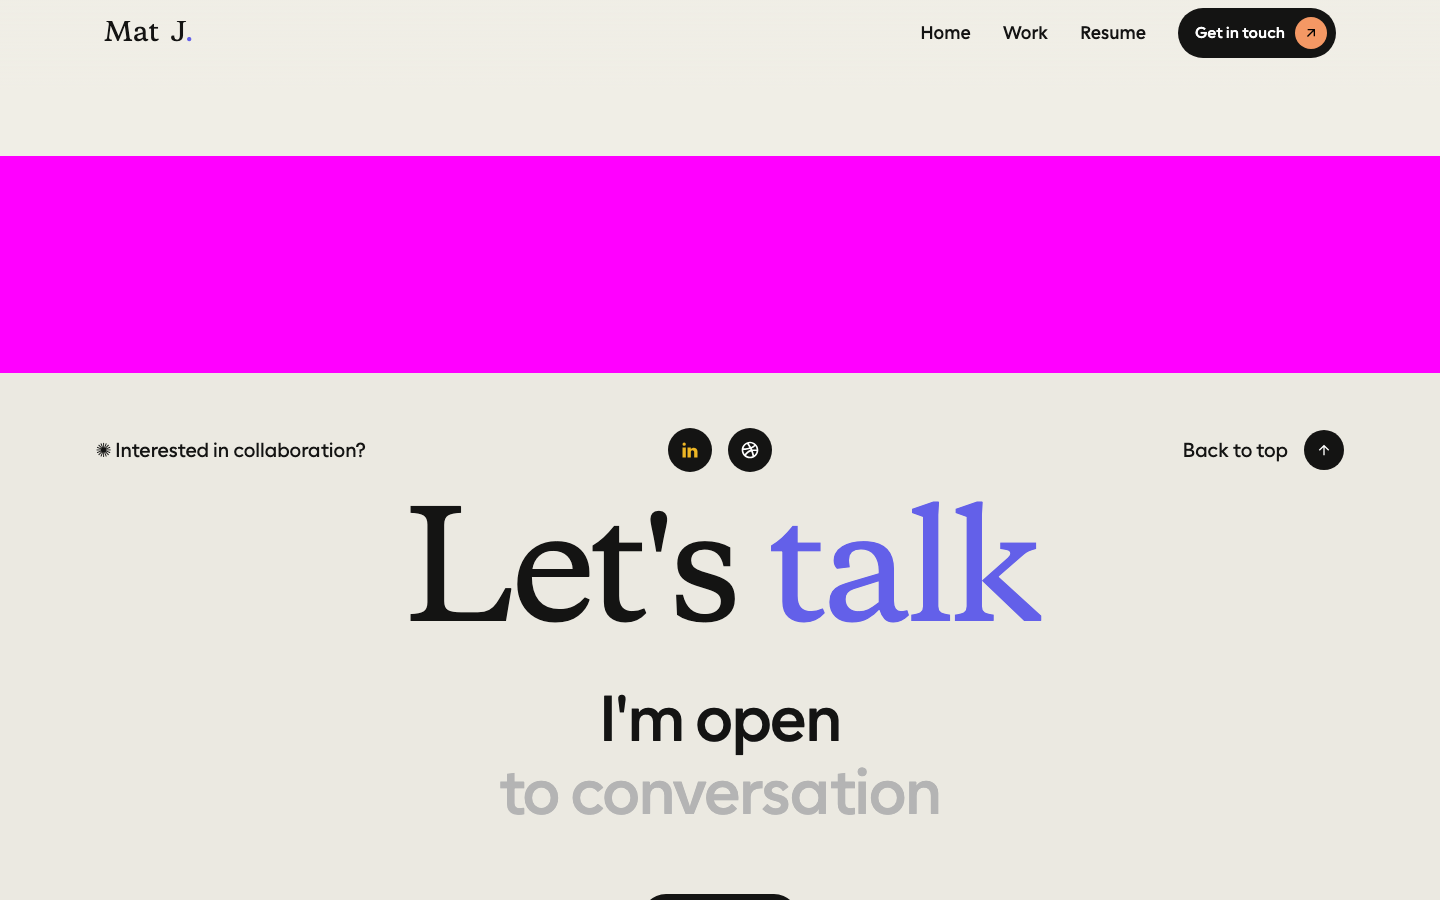 Mat J.
Home
Work
Resume
Get in touch
✺ Interested in collaboration?
in
Back to top
Let's talk
I'm open
to conversation